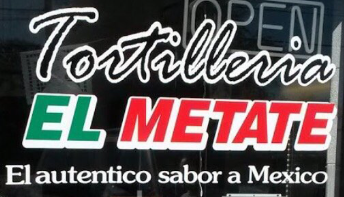 OPEN
Tortilleria
EL METATE
El autentico sabor a Mexico